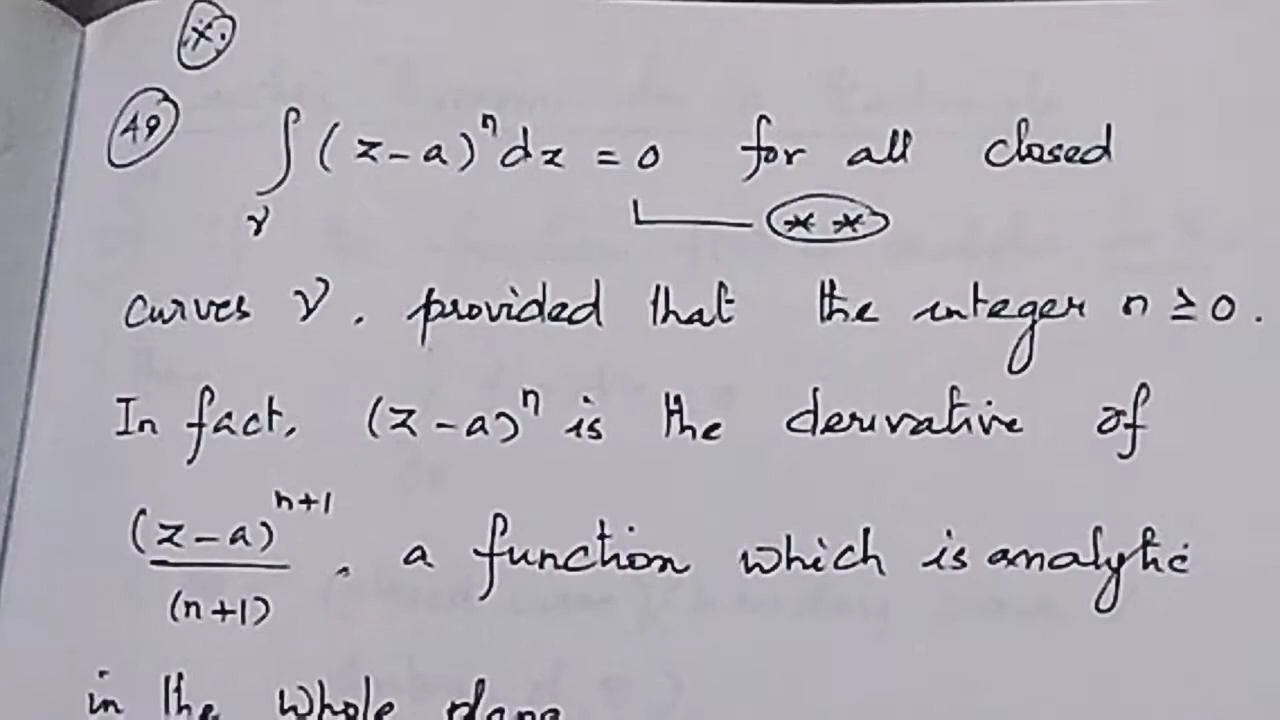 *
49 ∫γ (z-a)ⁿ dz = 0 for all closed
**
curves γ. provided that the integer n ≥ 0.
In fact, (z-a)ⁿ is the derivative of
(z-a)ⁿ⁺¹/(n+1), a function which is analytic
in the whole plane